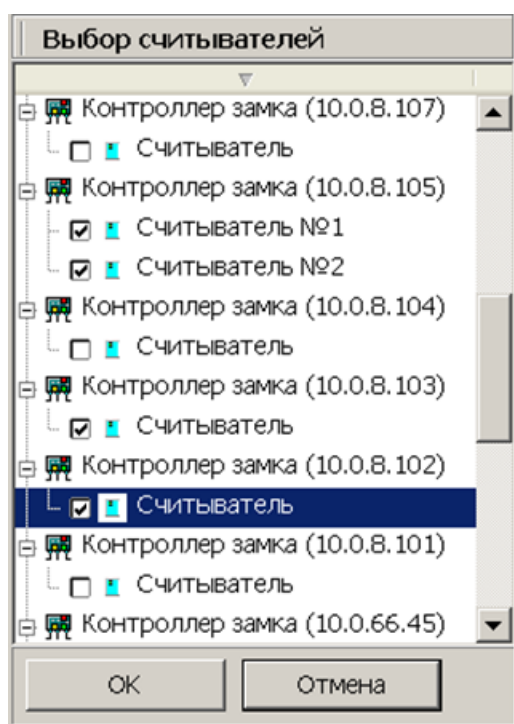 Выбор считывателей
Контроллер замка (10.0.8.107)
Считыватель
Контроллер замка (10.0.8.105)
Считыватель №1
Считыватель №2
Контроллер замка (10.0.8.104)
Считыватель
Контроллер замка (10.0.8.103)
Считыватель
Контроллер замка (10.0.8.102)
Считыватель
Контроллер замка (10.0.8.101)
Считыватель
Контроллер замка (10.0.66.45)
ОК Отмена